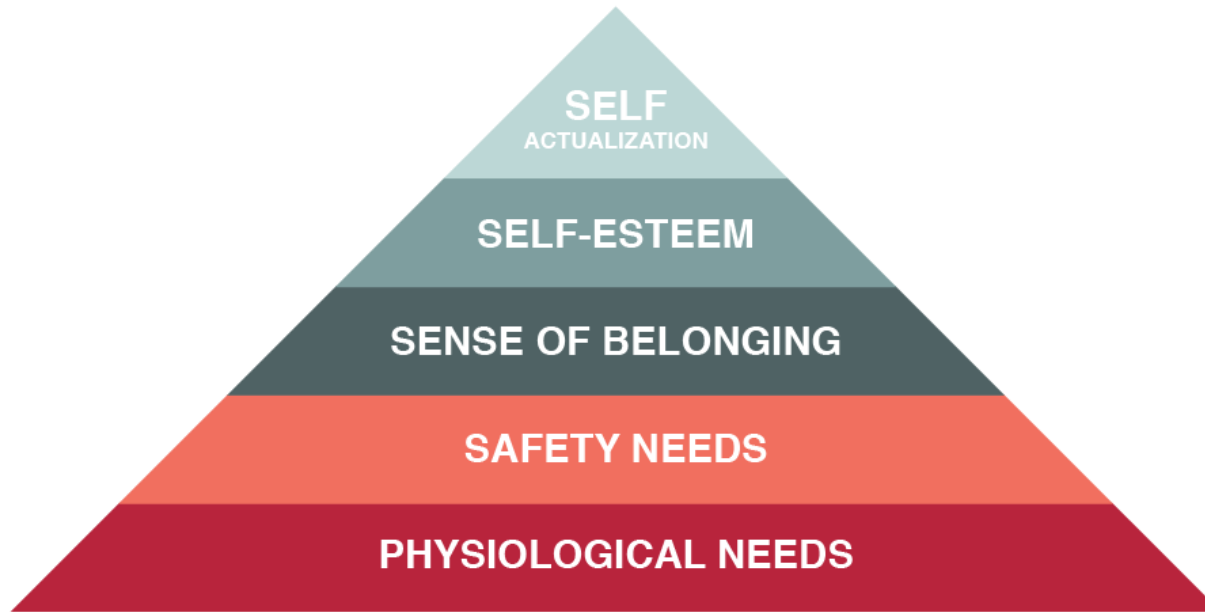 SELF
ACTUALIZATION
SELF-ESTEEM
SENSE OF BELONGING
SAFETY NEEDS
PHYSIOLOGICAL NEEDS